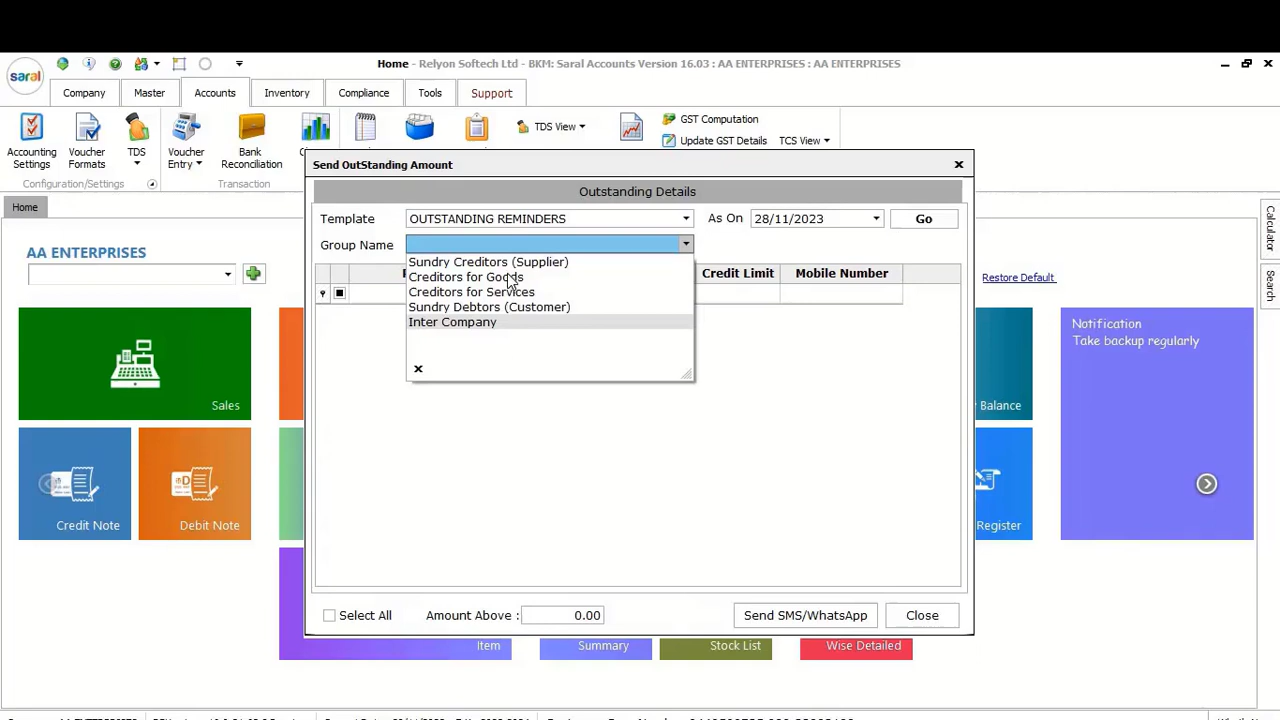 saral
Home - Relyon Softech Ltd - BKM: Saral Accounts Version 16.03 : AA ENTERPRISES : AA ENTERPRISES
Company
Master
Accounts
Inventory
Compliance
Tools
Support
Accounting Settings
Voucher Formats
TDS
Voucher Entry
Bank Reconciliation
TDS View
GST Computation
Update GST Details
TCS View
Configuration/Settings
Transaction
Send OutStanding Amount
Outstanding Details
Home
Template
OUTSTANDING REMINDERS
As On
28/11/2023
Go
Group Name
AA ENTERPRISES
Sundry Creditors (Supplier)
Creditors for Goods
Creditors for Services
Sundry Debtors (Customer)
Inter Company
Credit Limit
Mobile Number
Restore Default
Calculator
Search
Notification
Take backup regularly
Sales
Balance
Credit Note
Debit Note
Register
Select All
Amount Above :
0.00
Send SMS/WhatsApp
Close
Item
Summary
Stock List
Wise Detailed